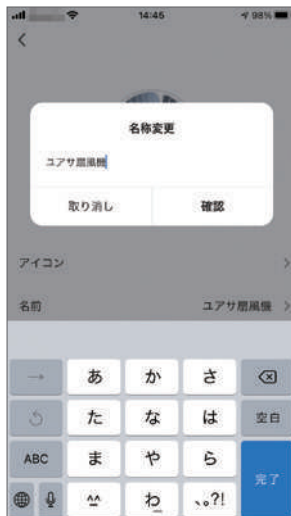 14:46
98%
名称変更
ユアサ扇風機
取り消し
確認
アイコン
名前
ユアサ扇風機
あ
か
さ
た
な
は
空白
ABC
ま
や
ら
完了
^^
わ
、。?!